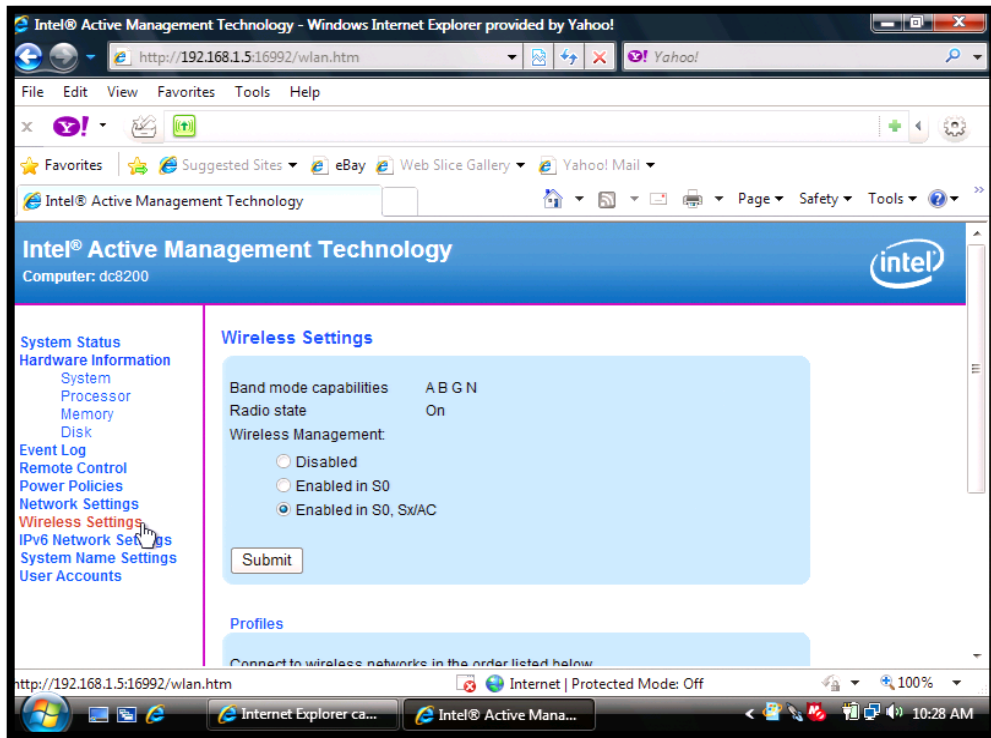 Intel® Active Management Technology - Windows Internet Explorer provided by Yahoo!
http://192.168.1.5:16992/wlan.htm
Yahoo!
File Edit View Favorites Tools Help
x Y!
Favorites Suggested Sites eBay Web Slice Gallery Yahoo! Mail
Intel® Active Management Technology
Page Safety Tools »
Intel® Active Management Technology
Computer: dc8200
intel
System Status
Hardware Information
System
Processor
Memory
Disk
Event Log
Remote Control
Power Policies
Network Settings
Wireless Settings
IPv6 Network Settings
System Name Settings
User Accounts
Wireless Settings
Band mode capabilities A B G N
Radio state On
Wireless Management:
Disabled
Enabled in S0
Enabled in S0, Sx/AC
Submit
Profiles
Connect to wireless networks in the order listed below
http://192.168.1.5:16992/wlan.htm
Internet | Protected Mode: Off
100%
Internet Explorer ca...
Intel® Active Mana...
10:28 AM